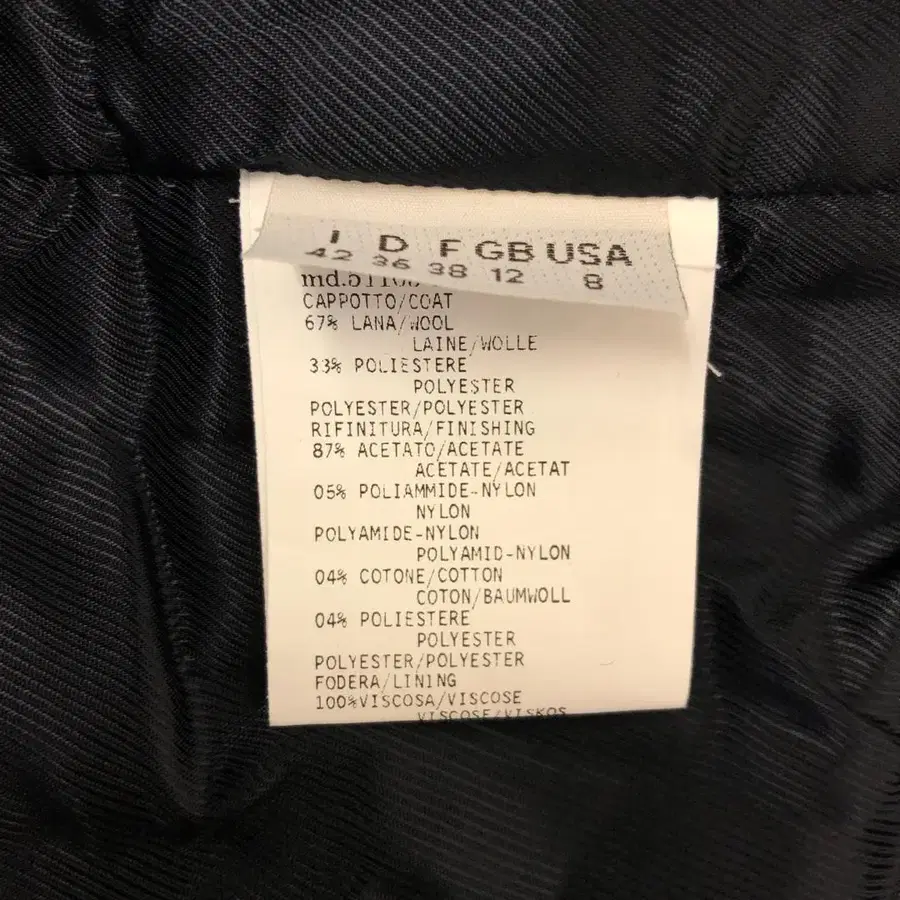 I D F GB USA
42 36 38 12 8
CAPPOTTO/COAT
67% LANA/WOOL
LAINE/WOLLE
33% POLIESTERE
POLYESTER
POLYESTER/POLYESTER
RIFINITURA/FINISHING
87% ACETATO/ACETATE
ACETATE/ACETAT
05% POLIAMMIDE-NYLON
NYLON
POLYAMIDE-NYLON
POLYAMID-NYLON
04% COTONE/COTTON
COTON/BAUMWOLL
04% POLIESTERE
POLYESTER
POLYESTER/POLYESTER
FODERA/LINING
100%VISCOSA/VISCOSE
VISCOSE/VISKOS